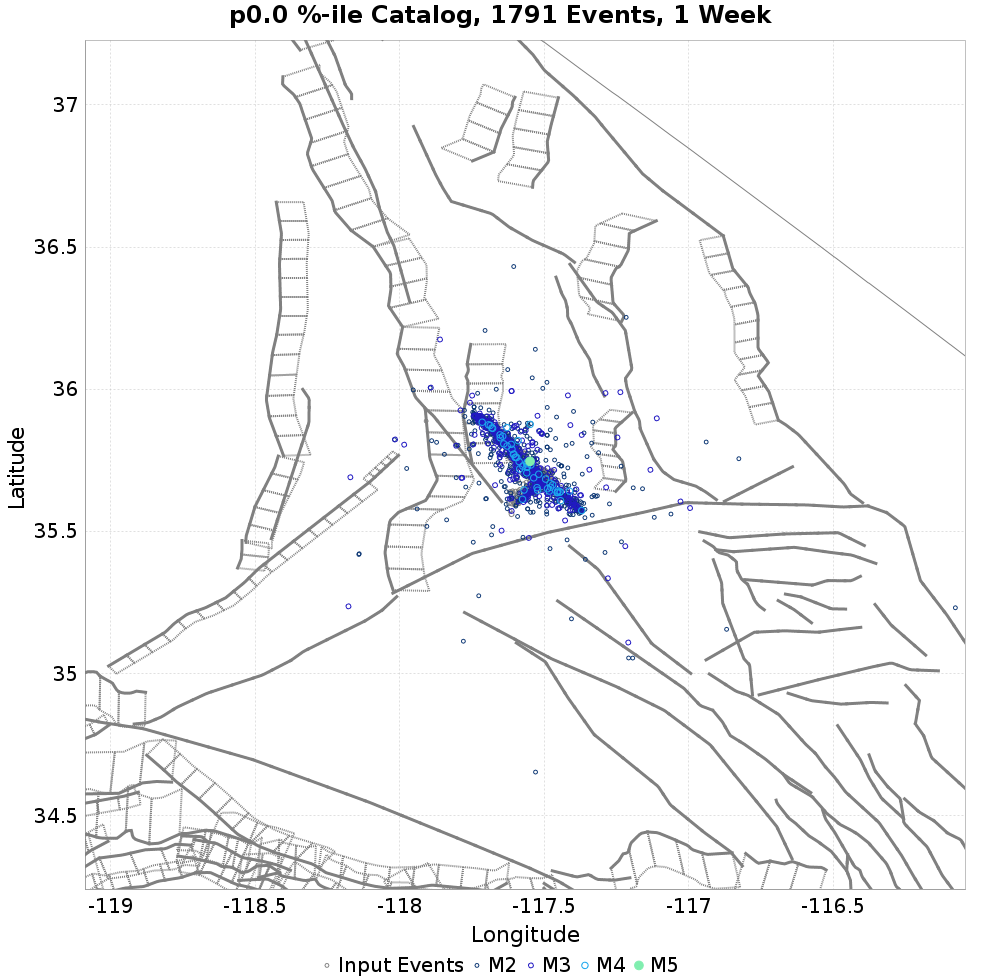 p0.0 %-ile Catalog, 1791 Events, 1 Week
Latitude
37
36.5
36
35.5
35
34.5
-119
-118.5
-118
-117.5
-117
-116.5
Longitude
Input Events
M2
M3
M4
M5